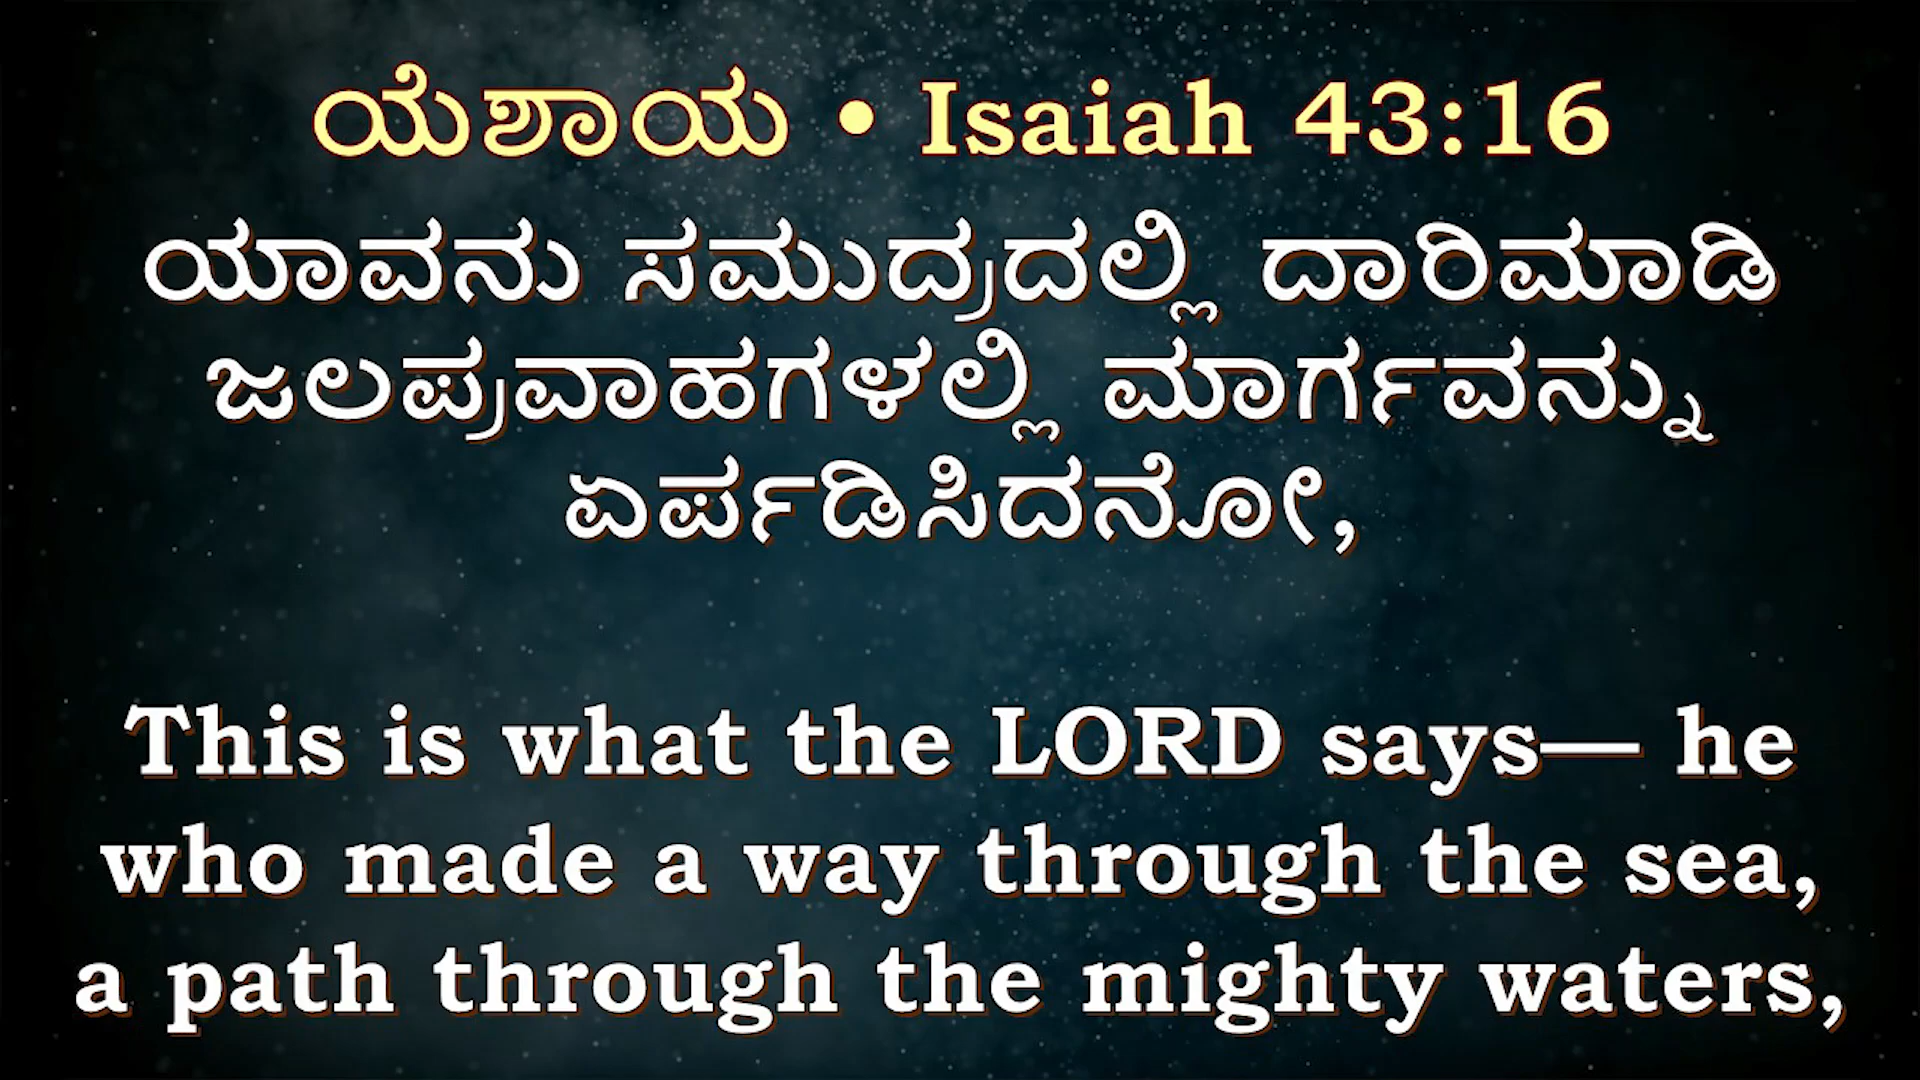 ಯೆಶಾಯ • Isaiah 43:16
ಯಾವನು ಸಮುದ್ರದಲ್ಲಿ ದಾರಿಮಾಡಿ
ಜಲಪ್ರವಾಹಗಳಲ್ಲಿ ಮಾರ್ಗವನ್ನು
ಏರ್ಪಡಿಸಿದನೋ,
This is what the LORD says— he
who made a way through the sea,
a path through the mighty waters,